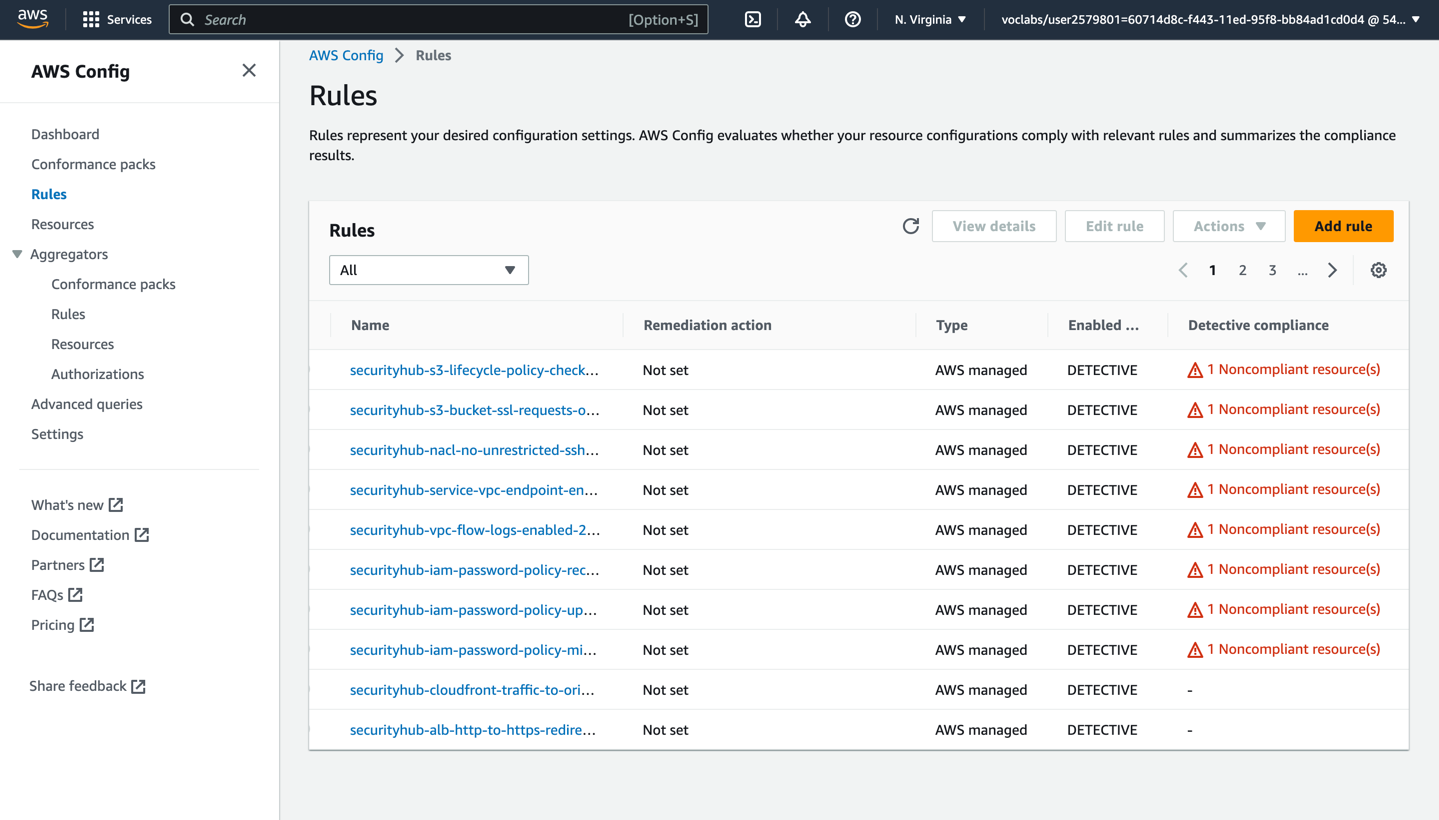 aws
Services
Search
[Option+S]
N. Virginia
voclabs/user2579801=60714d8c-f443-11ed-95f8-bb84ad1cd0d4 @ 54...
AWS Config
Dashboard
Conformance packs
Rules
Resources
Aggregators
Conformance packs
Rules
Resources
Authorizations
Advanced queries
Settings
What's new
Documentation
Partners
FAQs
Pricing
Share feedback
AWS Config > Rules
Rules
Rules represent your desired configuration settings. AWS Config evaluates whether your resource configurations comply with relevant rules and summarizes the compliance
results.
Rules
View details
Edit rule
Actions
Add rule
All
1 2 3 ...
Name Remediation action Type Enabled ... Detective compliance
securityhub-s3-lifecycle-policy-check... Not set AWS managed DETECTIVE 1 Noncompliant resource(s)
securityhub-s3-bucket-ssl-requests-o... Not set AWS managed DETECTIVE 1 Noncompliant resource(s)
securityhub-nacl-no-unrestricted-ssh... Not set AWS managed DETECTIVE 1 Noncompliant resource(s)
securityhub-service-vpc-endpoint-en... Not set AWS managed DETECTIVE 1 Noncompliant resource(s)
securityhub-vpc-flow-logs-enabled-2... Not set AWS managed DETECTIVE 1 Noncompliant resource(s)
securityhub-iam-password-policy-rec... Not set AWS managed DETECTIVE 1 Noncompliant resource(s)
securityhub-iam-password-policy-up... Not set AWS managed DETECTIVE 1 Noncompliant resource(s)
securityhub-iam-password-policy-mi... Not set AWS managed DETECTIVE 1 Noncompliant resource(s)
securityhub-cloudfront-traffic-to-ori... Not set AWS managed DETECTIVE -
securityhub-alb-http-to-https-redire... Not set AWS managed DETECTIVE -